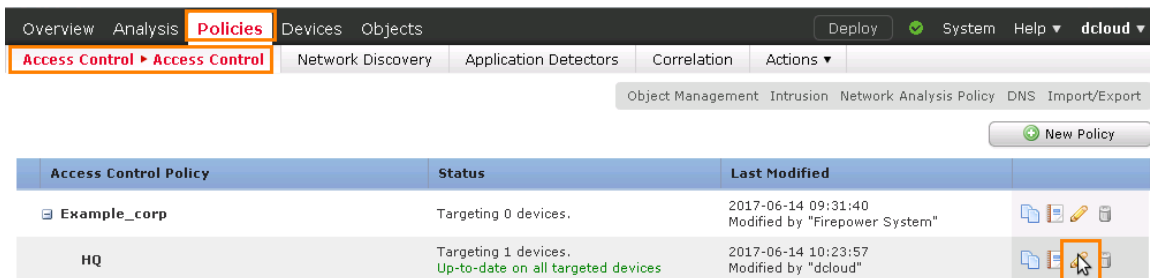 Overview Analysis Policies Devices Objects Deploy System Help ▾ dcloud ▾
Access Control ▸ Access Control Network Discovery Application Detectors Correlation Actions ▾
Object Management Intrusion Network Analysis Policy DNS Import/Export
New Policy
Access Control Policy Status Last Modified
Example_corp Targeting 0 devices. 2017-06-14 09:31:40
Modified by "Firepower System"
HQ Targeting 1 devices. 2017-06-14 10:23:57
Up-to-date on all targeted devices Modified by "dcloud"